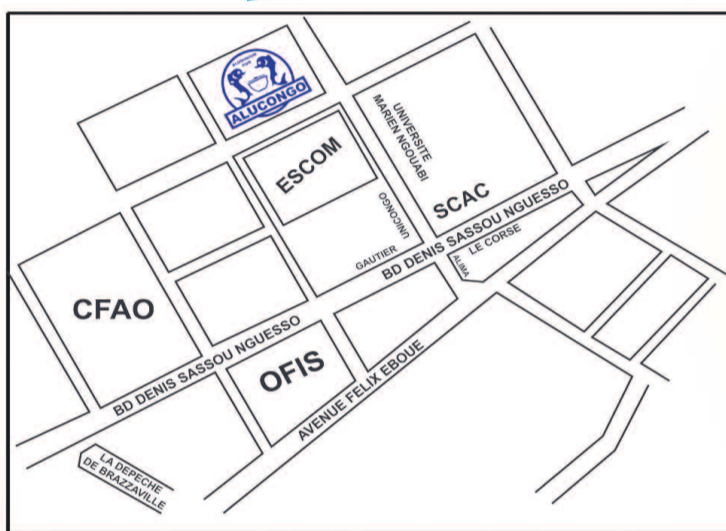 ALUCONGO
UNIVERSITE
MARIEN NGOUABI
ESCOM
SCAC
UNICONGO
GAUTIER
BD DENIS SASSOU NGUESSO
LE CORSE
ALIMA
CFAO
BD DENIS SASSOU NGUESSO
OFIS
AVENUE FELIX EBOUE
LA DEPECHE
DE BRAZZAVILLE